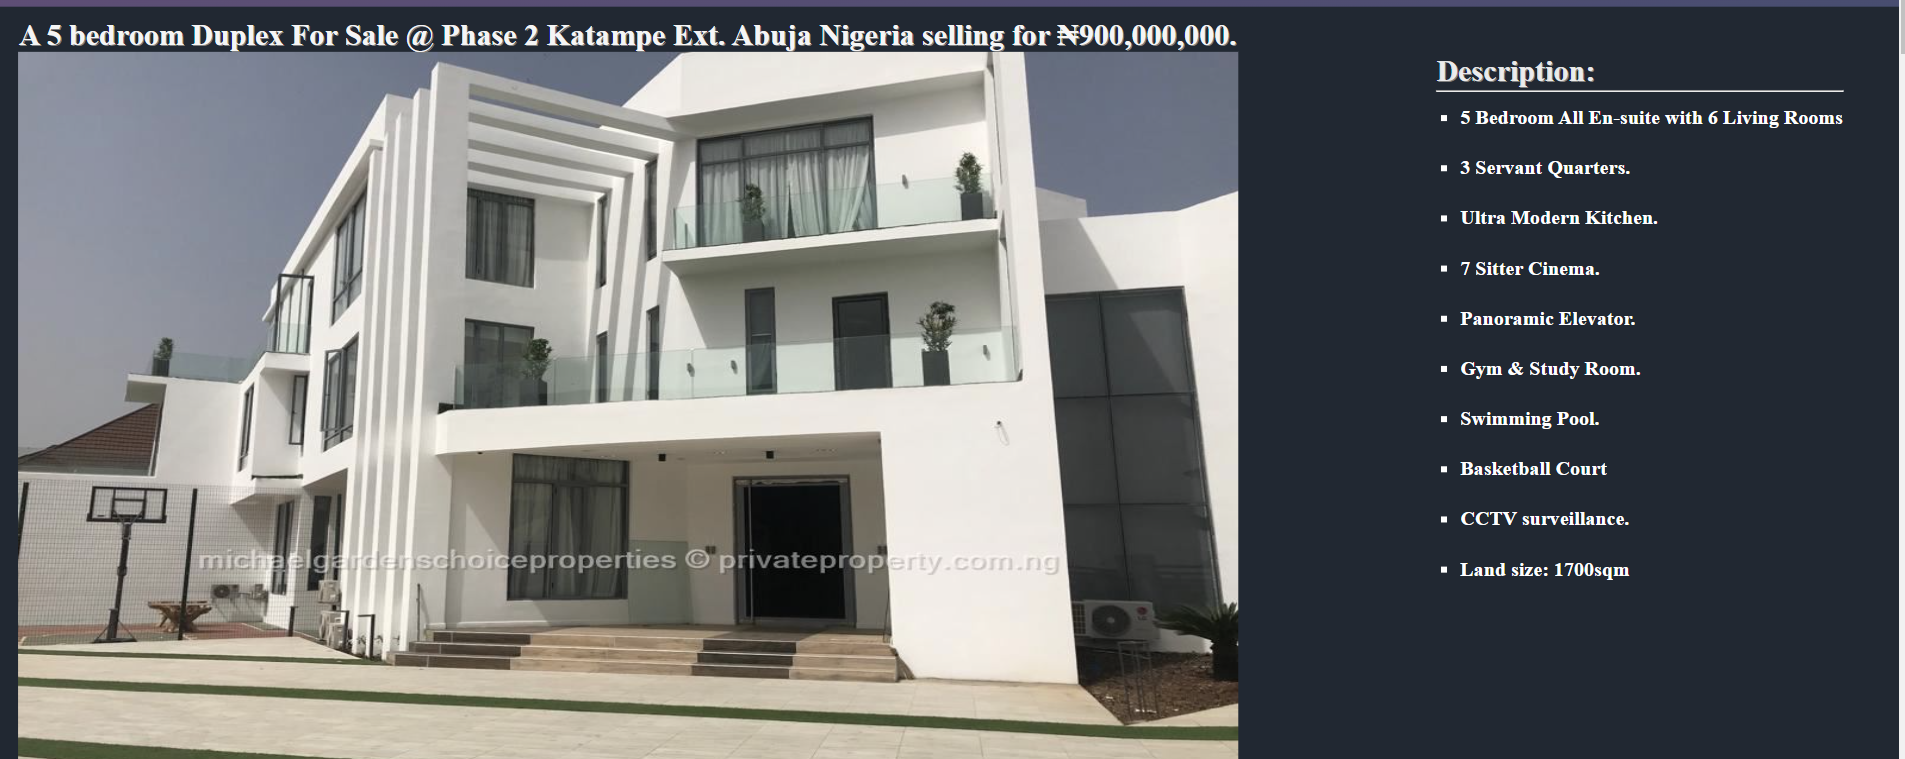 A 5 bedroom Duplex For Sale @ Phase 2 Katampe Ext. Abuja Nigeria selling for ₦900,000,000.
michaelgardenschoiceproperties © privateproperty.com.ng
Description:
5 Bedroom All En-suite with 6 Living Rooms
3 Servant Quarters.
Ultra Modern Kitchen.
7 Sitter Cinema.
Panoramic Elevator.
Gym & Study Room.
Swimming Pool.
Basketball Court
CCTV surveillance.
Land size: 1700sqm